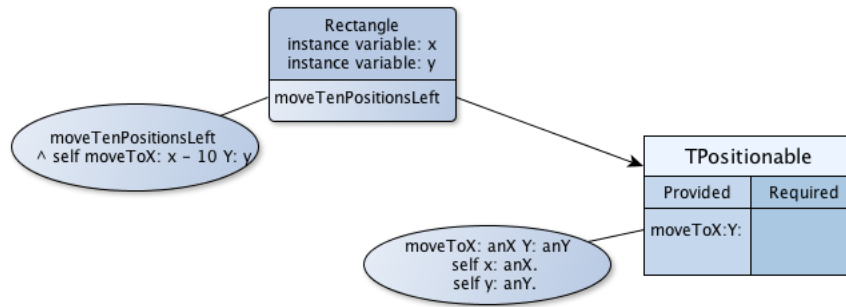 Rectangle
instance variable: x
instance variable: y
moveTenPositionsLeft
moveTenPositionsLeft
^ self moveToX: x - 10 Y: y
TPositionable
Provided Required
moveToX:Y:
moveToX: anX Y: anY
self x: anX.
self y: anY.